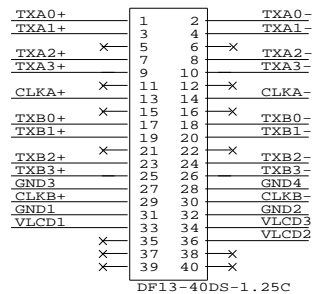 TXA0+ 1 2 TXA0-
TXA1+ 3 4 TXA1-
5 6
TXA2+ 7 8 TXA2-
TXA3+ 9 10 TXA3-
11 12
CLKA+ 13 14 CLKA-
15 16
TXB0+ 17 18 TXB0-
TXB1+ 19 20 TXB1-
21 22
TXB2+ 23 24 TXB2-
TXB3+ 25 26 TXB3-
GND3 27 28 GND4
CLKB+ 29 30 CLKB-
GND1 31 32 GND2
VLCD1 33 34 VLCD3
35 36 VLCD2
37 38
39 40
DF13-40DS-1.25C